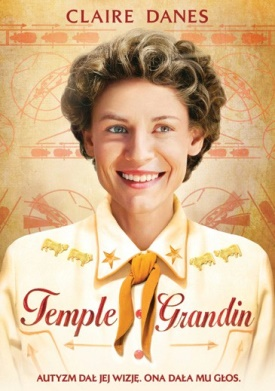 CLAIRE DANES
Temple Grandin
AUTYZM DAŁ JEJ WIZJĘ. ONA DAŁA MU GŁOS.